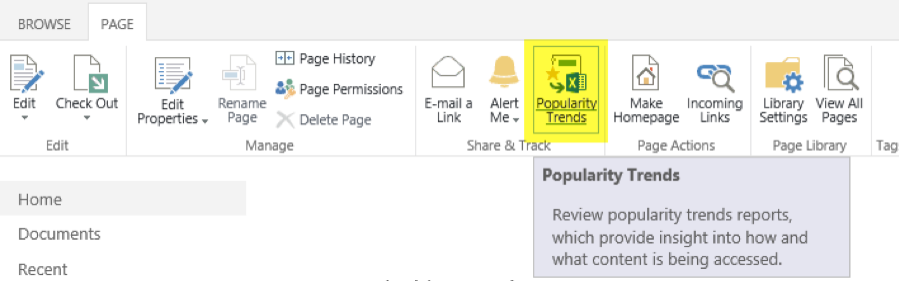 BROWSE PAGE
Edit
Check Out
Edit
Properties
Rename
Page
Page History
Page Permissions
Delete Page
E-mail a
Link
Alert
Me
Popularity
Trends
Make
Homepage
Incoming
Links
Library
Settings
View All
Pages
Edit Manage Share & Track Page Actions Page Library Tag
Popularity Trends
Review popularity trends reports,
which provide insight into how and
what content is being accessed.
Home
Documents
Recent